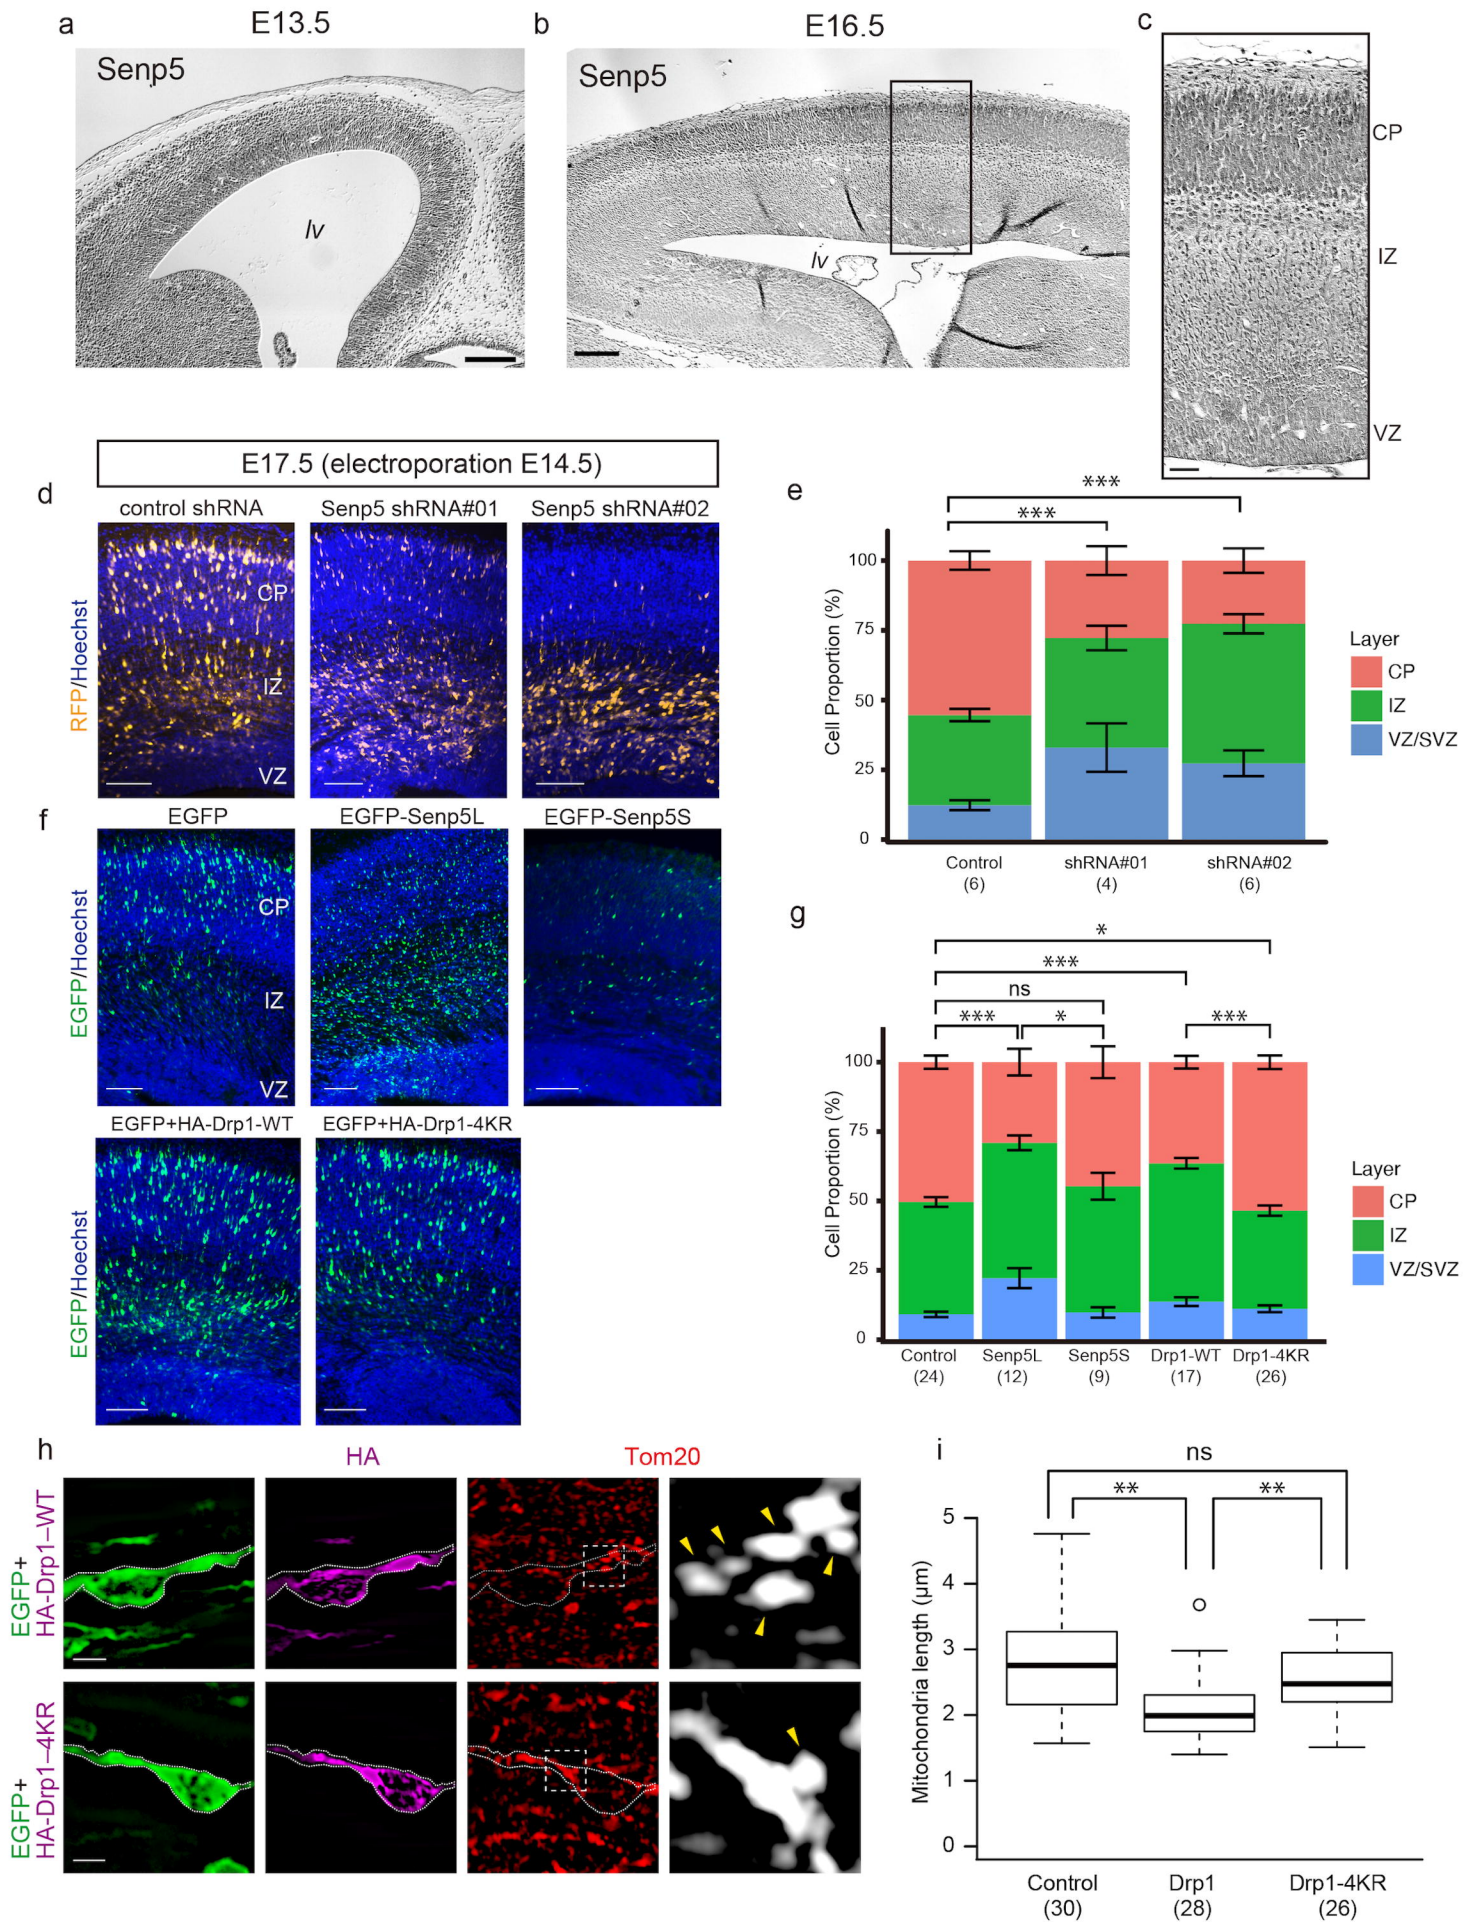 a
E13.5
b
E16.5
c
Senp5
lv
Senp5
lv
CP
IZ
VZ
E17.5 (electroporation E14.5)
d
control shRNA
Senp5 shRNA#01
Senp5 shRNA#02
RFP/Hoechst
CP
IZ
VZ
e
***
***
100
75
50
25
0
Cell Proportion (%)
Control
(6)
shRNA#01
(4)
shRNA#02
(6)
Layer
CP
IZ
VZ/SVZ
f
EGFP
EGFP-Senp5L
EGFP-Senp5S
EGFP/Hoechst
CP
IZ
VZ
EGFP+HA-Drp1-WT
EGFP+HA-Drp1-4KR
EGFP/Hoechst
g
*
***
ns
***
*
***
100
75
50
25
0
Cell Proportion (%)
Control
(24)
Senp5L
(12)
Senp5S
(9)
Drp1-WT
(17)
Drp1-4KR
(26)
Layer
CP
IZ
VZ/SVZ
h
HA
Tom20
EGFP+
HA-Drp1–WT
EGFP+
HA-Drp1–4KR
i
ns
**
**
5
4
3
2
1
0
Mitochondria length (µm)
Control
(30)
Drp1
(28)
Drp1-4KR
(26)